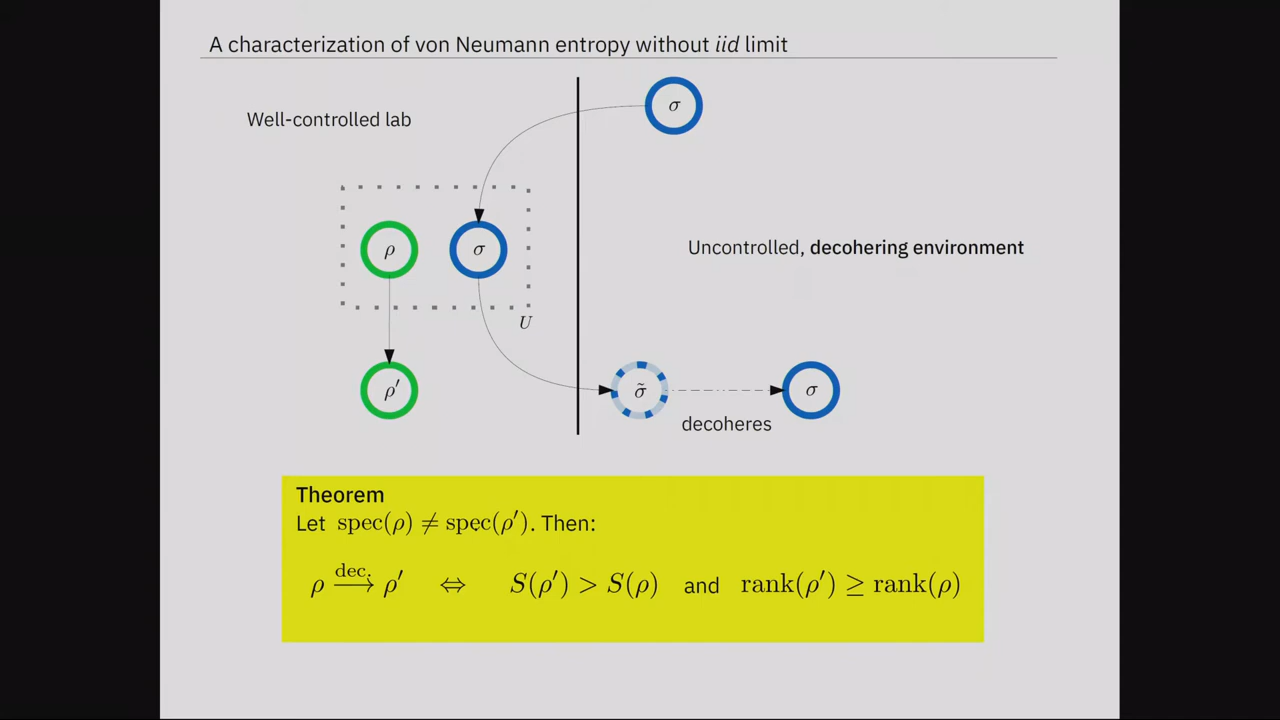 A characterization of von Neumann entropy without iid limit
Well-controlled lab
σ
ρ
σ
Uncontrolled, decohering environment
U
ρ′
σ̃
σ
decoheres
Theorem
Let spec(ρ) ≠ spec(ρ′). Then:
ρ →^{dec.} ρ′ ⇔ S(ρ′) > S(ρ) and rank(ρ′) ≥ rank(ρ)